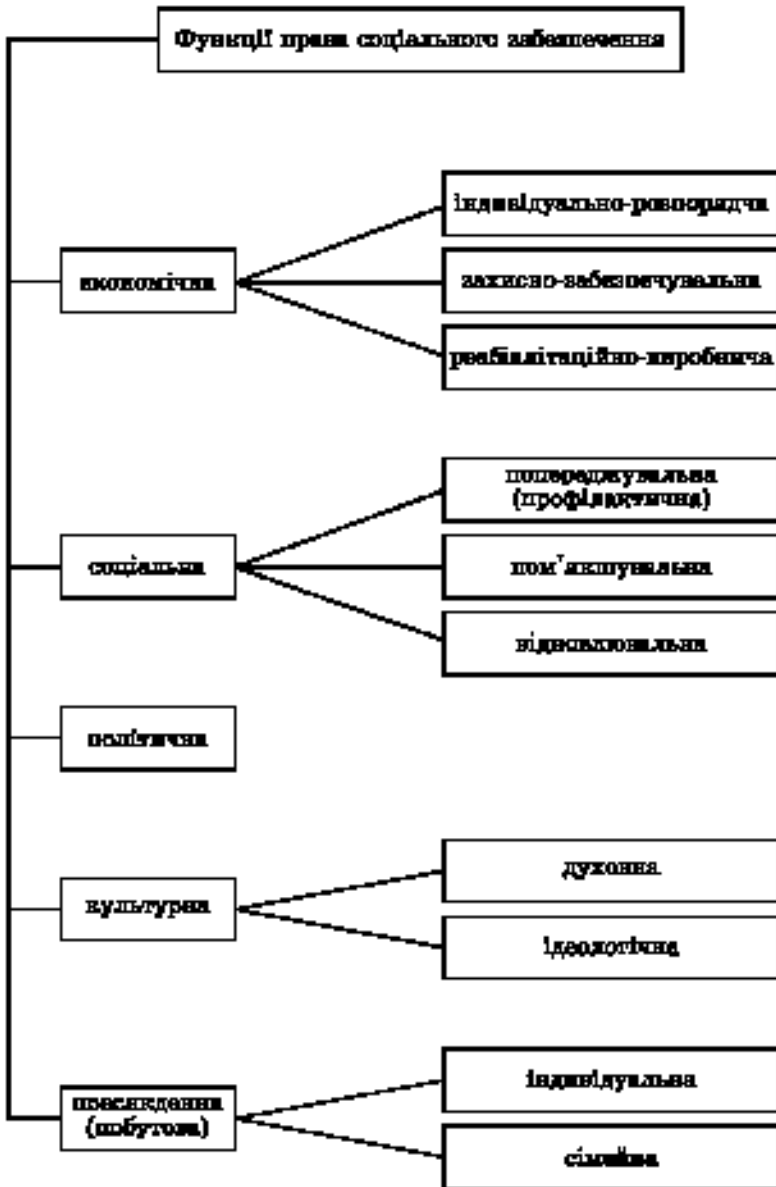 Функції права соціального забезпечення
індивідуально-розпорядча
економічна
захисно-забезпечувальна
реабілітаційно-виробнича
попереджувальна
(профілактична)
соціальна
пом'якшувальна
відновлювальна
політична
духовна
культурна
ідеологічна
індивідуальна
повсякденна
(побутова)
сімейна